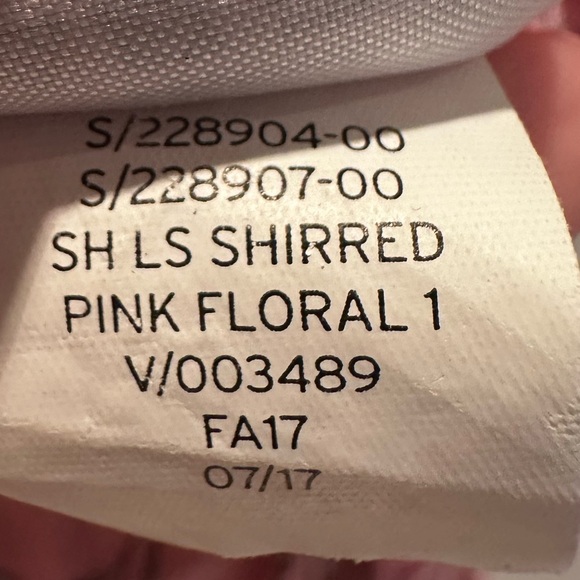 S/228904-00
S/228907-00
SH LS SHIRRED
PINK FLORAL 1
V/003489
FA17
07/17